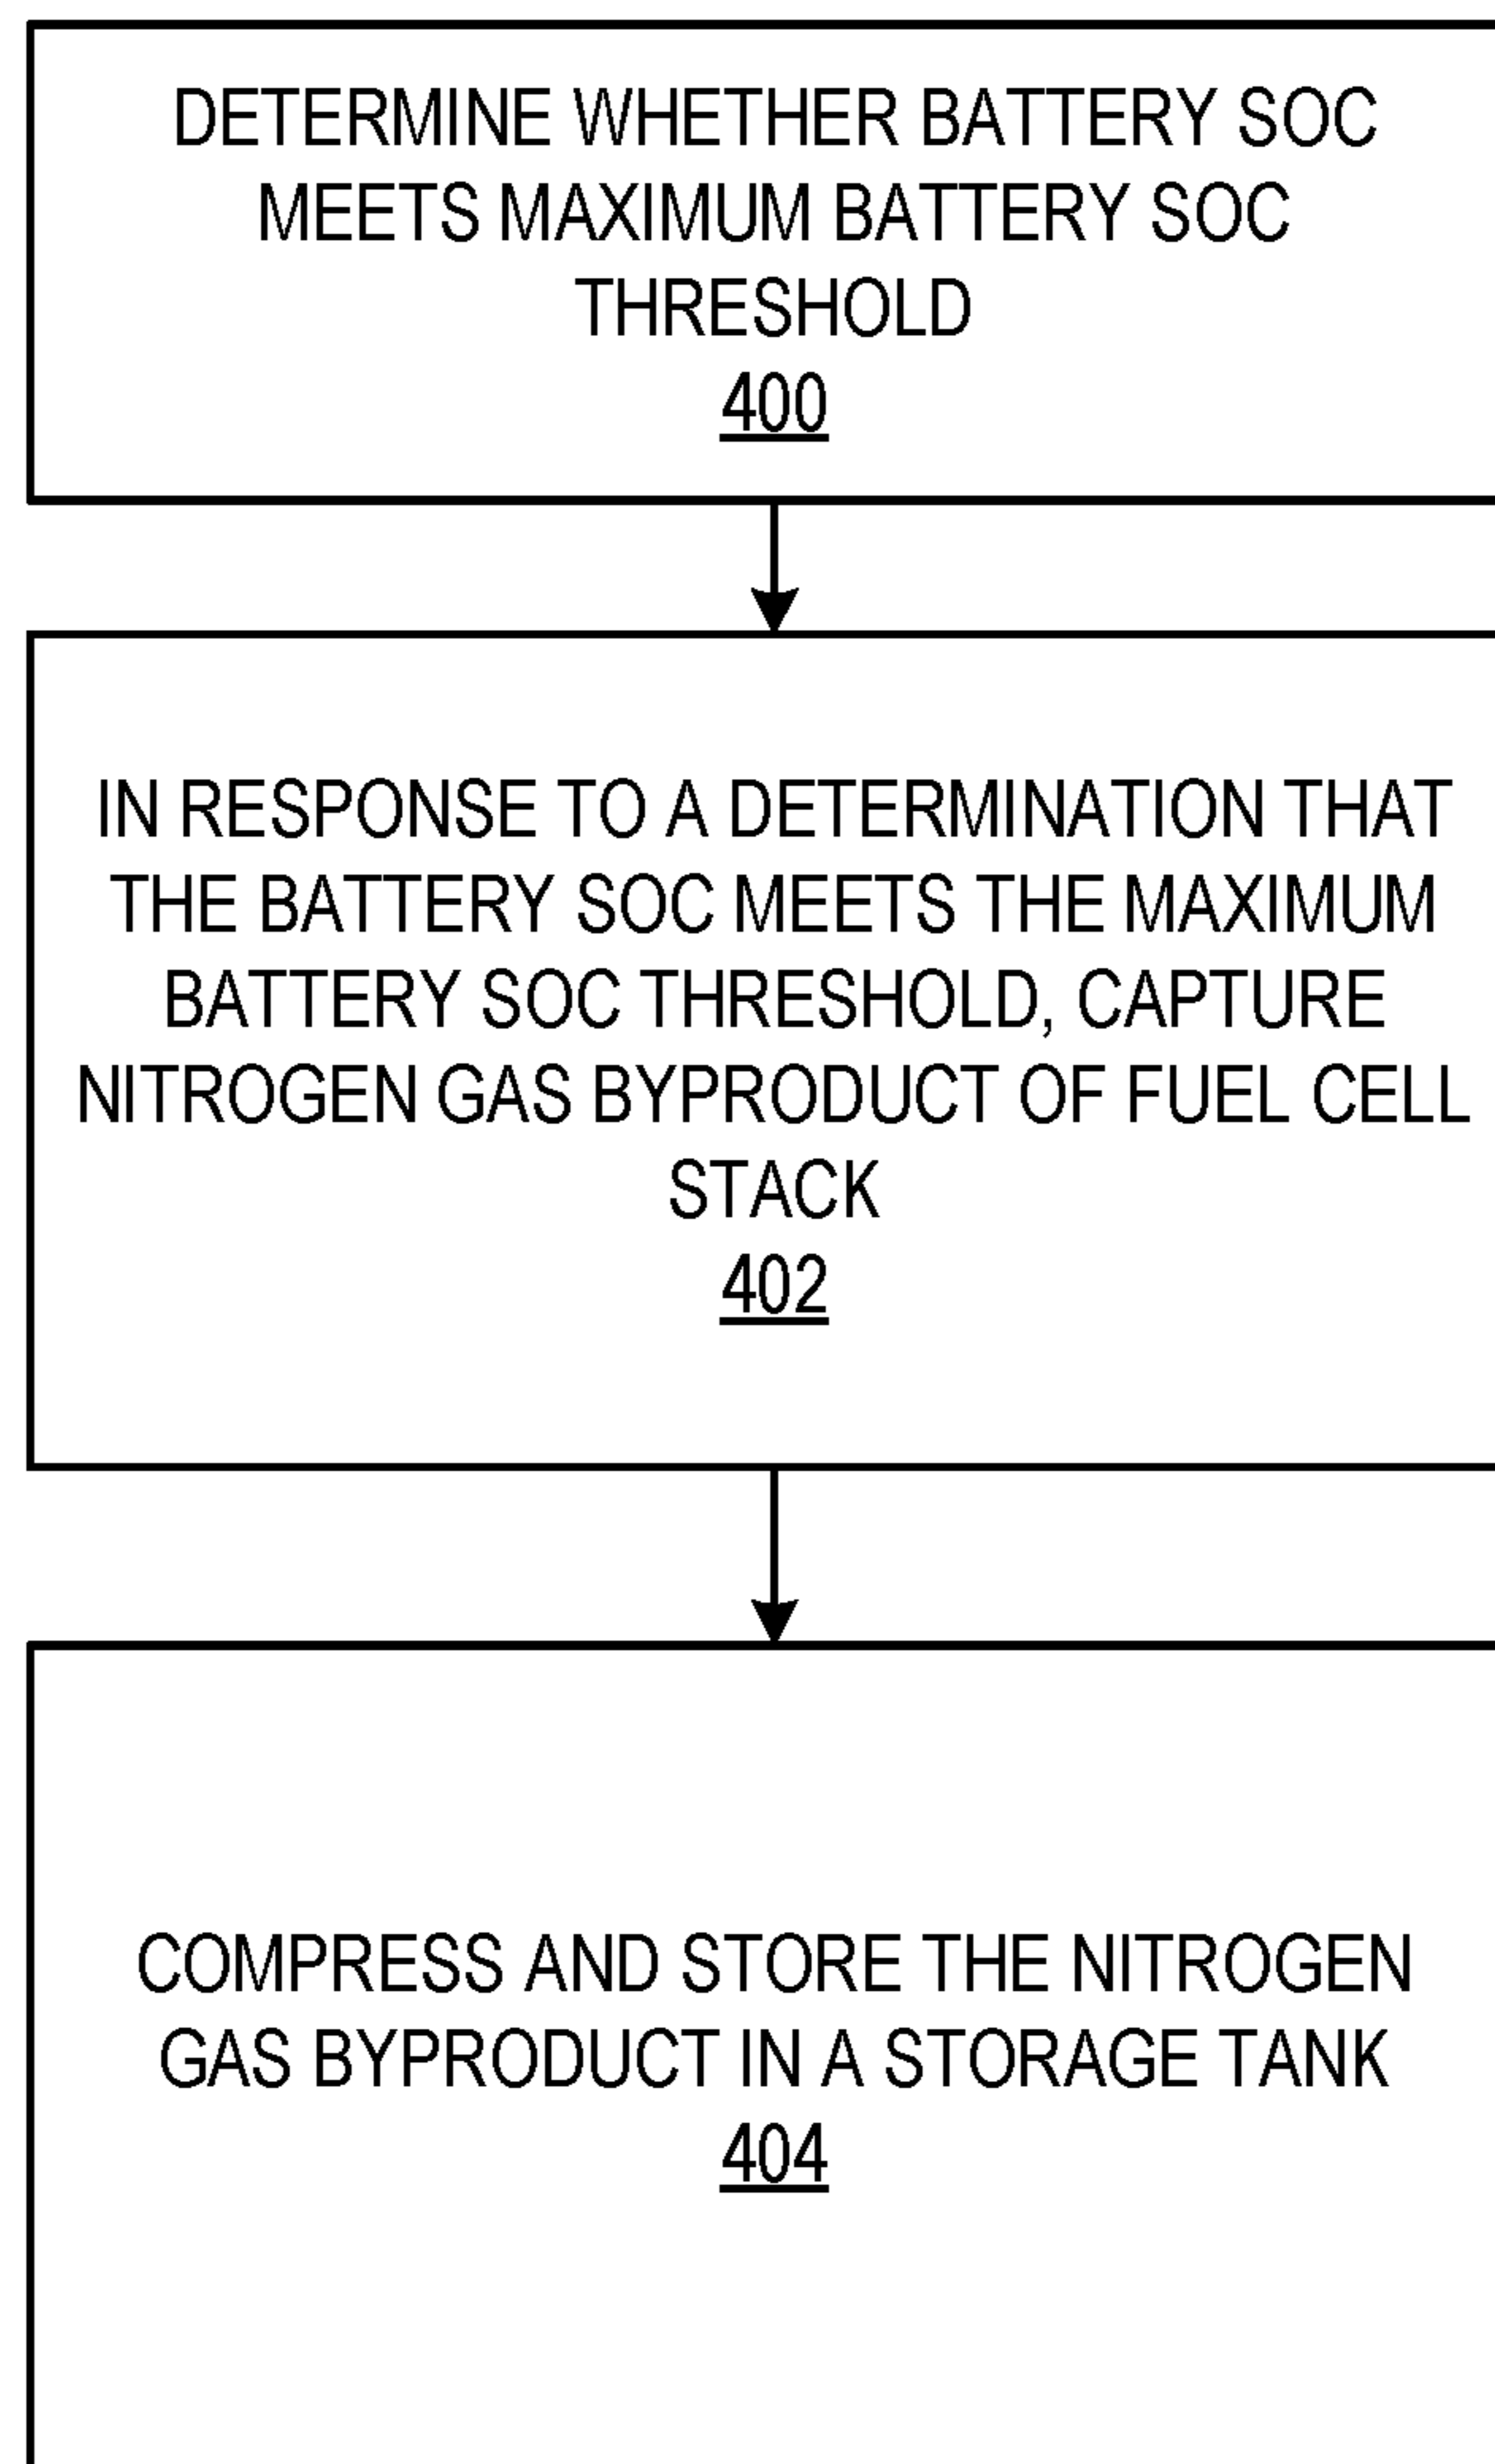 DETERMINE WHETHER BATTERY SOC
MEETS MAXIMUM BATTERY SOC
THRESHOLD
400
IN RESPONSE TO A DETERMINATION THAT
THE BATTERY SOC MEETS THE MAXIMUM
BATTERY SOC THRESHOLD, CAPTURE
NITROGEN GAS BYPRODUCT OF FUEL CELL
STACK
402
COMPRESS AND STORE THE NITROGEN
GAS BYPRODUCT IN A STORAGE TANK
404